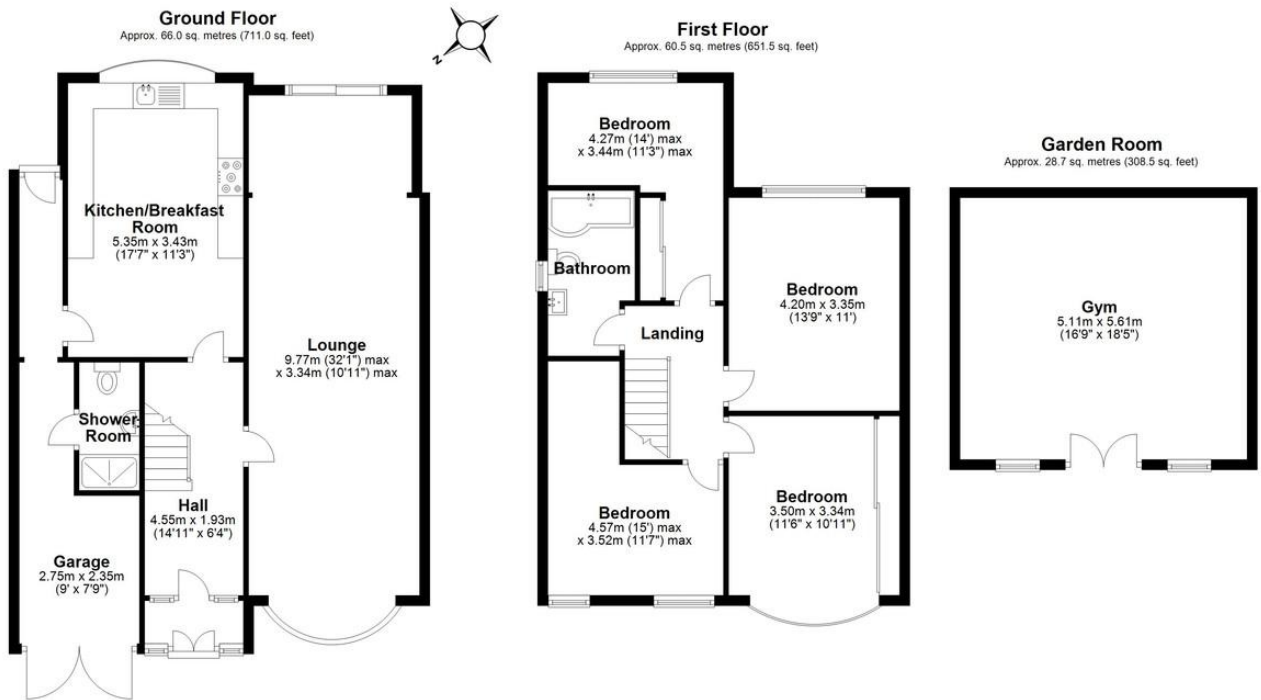 Ground Floor
Approx. 66.0 sq. metres (711.0 sq. feet)
N
Kitchen/Breakfast
Room
5.35m x 3.43m
(17'7" x 11'3")
Lounge
9.77m (32'1") max
x 3.34m (10'11") max
Shower
Room
Hall
4.55m x 1.93m
(14'11" x 6'4")
Garage
2.75m x 2.35m
(9' x 7'9")
First Floor
Approx. 60.5 sq. metres (651.5 sq. feet)
Bedroom
4.27m (14') max
x 3.44m (11'3") max
Bathroom
Bedroom
4.20m x 3.35m
(13'9" x 11')
Landing
Bedroom
4.57m (15') max
x 3.52m (11'7") max
Bedroom
3.50m x 3.34m
(11'6" x 10'11")
Garden Room
Approx. 28.7 sq. metres (308.5 sq. feet)
Gym
5.11m x 5.61m
(16'9" x 18'5")